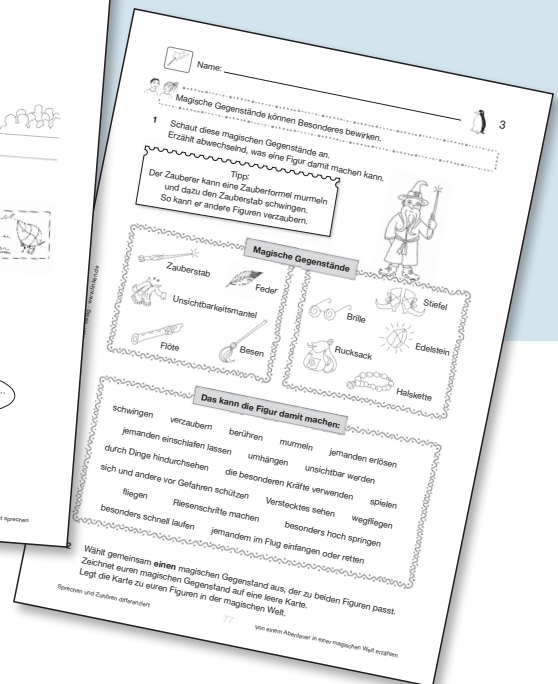 Name:
3
Magische Gegenstände können Besonderes bewirken.
1 Schaut diese magischen Gegenstände an.
Erzählt abwechselnd, was eine Figur damit machen kann.
Tipp:
Der Zauberer kann eine Zauberformel murmeln
und dazu den Zauberstab schwingen.
So kann er andere Figuren verzaubern.
Magische Gegenstände
Zauberstab
Feder
Unsichtbarkeitsmantel
Flöte
Besen
Stiefel
Brille
Edelstein
Rucksack
Halskette
Das kann die Figur damit machen:
schwingen verzaubern berühren murmeln jemanden erlösen
jemanden einschlafen lassen umhängen unsichtbar werden
durch Dinge hindurchsehen die besonderen Kräfte verwenden spielen
sich und andere vor Gefahren schützen Verstecktes sehen wegfliegen
fliegen Riesenschritte machen besonders hoch springen
besonders schnell laufen jemandem im Flug einfangen oder retten
2 Wählt gemeinsam einen magischen Gegenstand aus, der zu beiden Figuren passt.
Zeichnet euren magischen Gegenstand auf eine leere Karte.
Legt die Karte zu euren Figuren in der magischen Welt.
Sprechen und Zuhören differenziert
77
Von einem Abenteuer in einer magischen Welt erzählen
sprechen